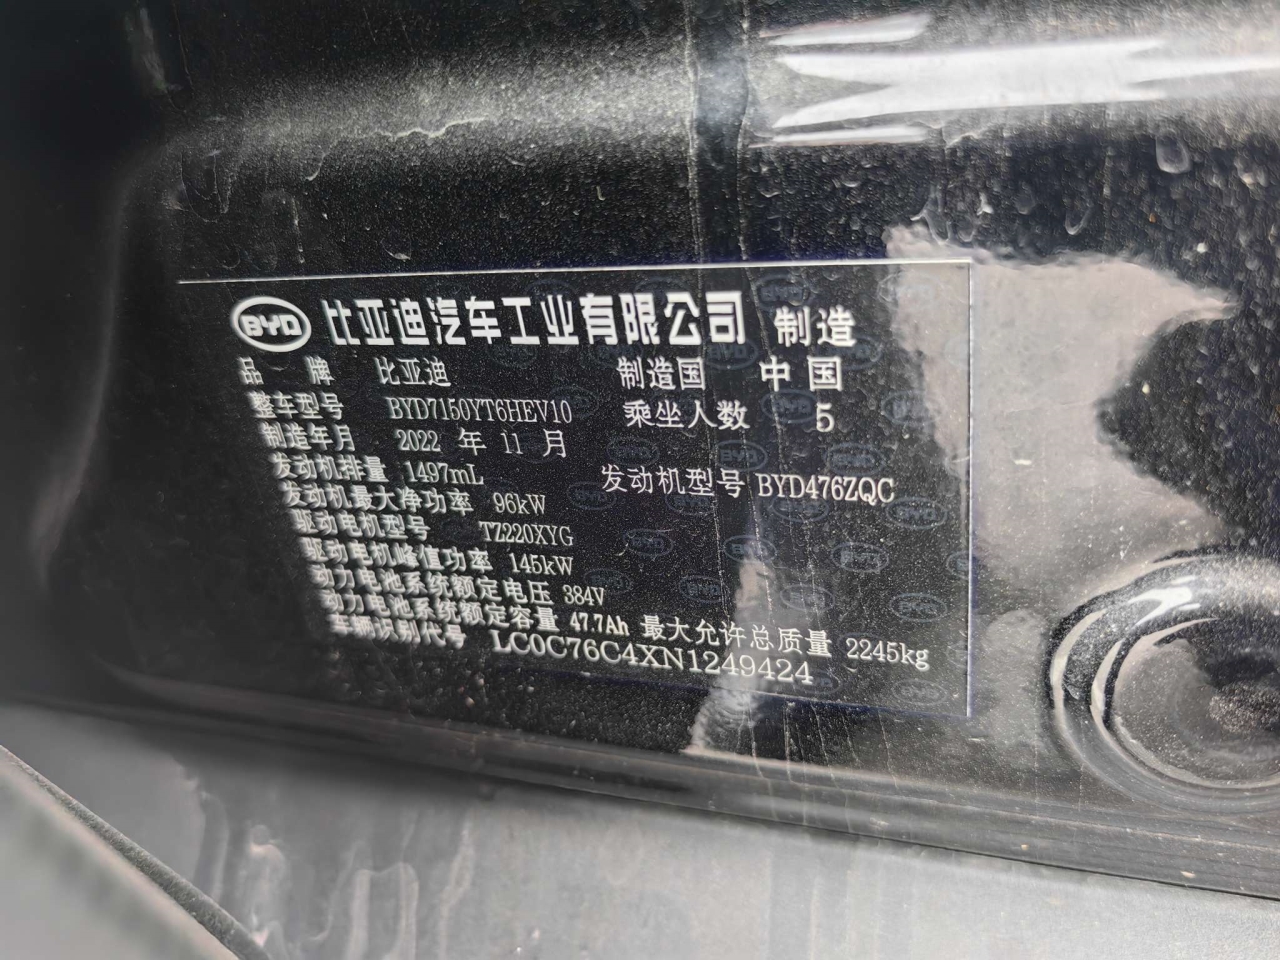 BYD 比亚迪汽车工业有限公司 制造
品 牌 比亚迪 制造国 中国
整车型号 BYD7150YT6HEV10 乘坐人数 5
制造年月 2022 年 11 月
发动机排量 1497mL 发动机型号 BYD476ZQC
发动机最大净功率 96kW
驱动电机型号 TZ220XYG
驱动电机峰值功率 145kW
动力电池系统额定电压 384V
动力电池系统额定容量 47.7Ah 最大允许总质量 2245kg
车辆识别代号 LC0C76C4XN1249424